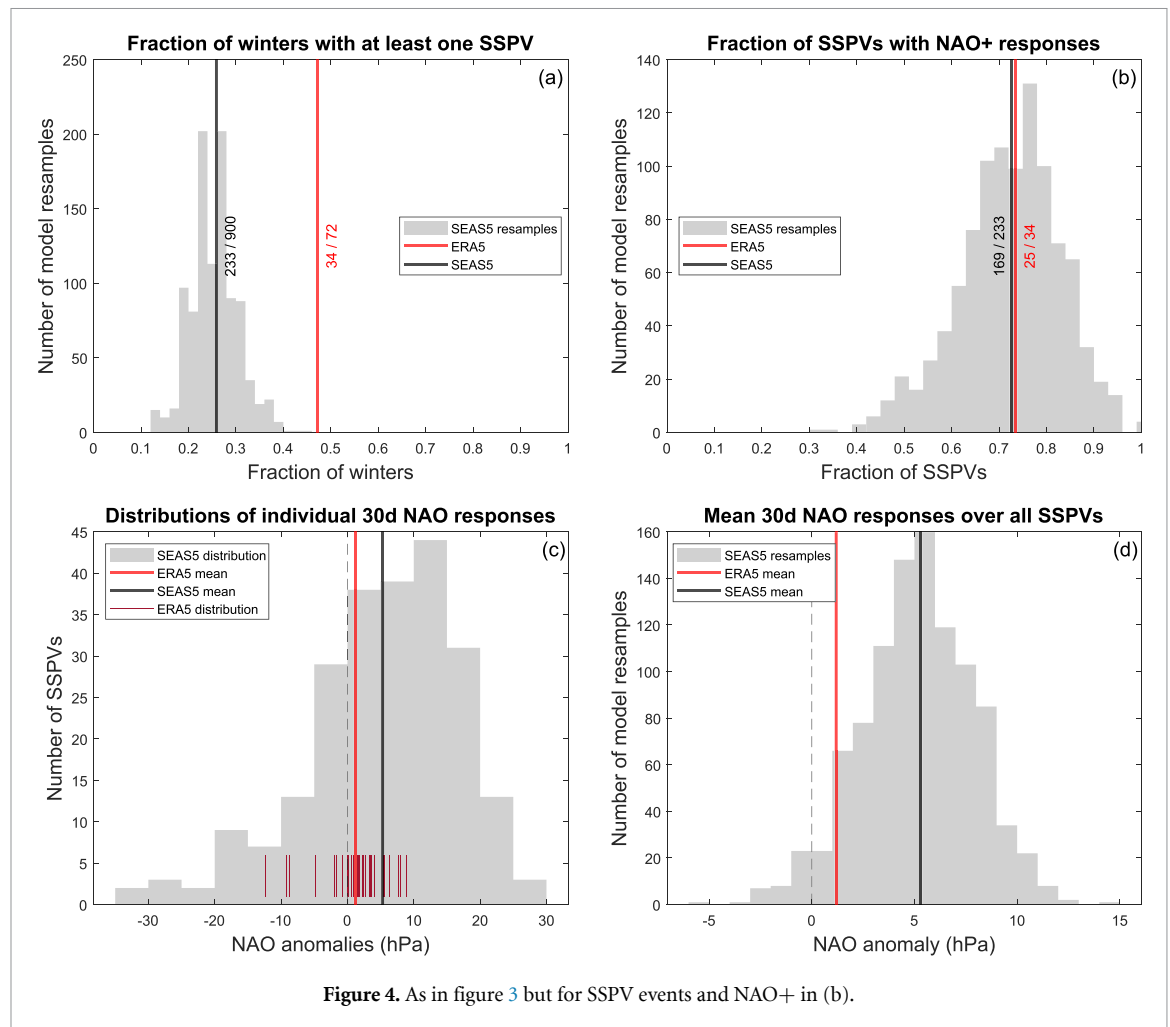 Fraction of winters with at least one SSPV
(a)
250
200
150
100
50
0
Number of model resamples
233 / 900
34 / 72
SEAS5 resamples
ERA5
SEAS5
0 0.1 0.2 0.3 0.4 0.5 0.6 0.7 0.8 0.9 1
Fraction of winters
Fraction of SSPVs with NAO+ responses
(b)
140
120
100
80
60
40
20
0
Number of model resamples
SEAS5 resamples
ERA5
SEAS5
169 / 233
25 / 34
0 0.1 0.2 0.3 0.4 0.5 0.6 0.7 0.8 0.9 1
Fraction of SSPVs
Distributions of individual 30d NAO responses
(c)
45
40
35
30
25
20
15
10
5
0
Number of SSPVs
SEAS5 distribution
ERA5 mean
SEAS5 mean
ERA5 distribution
-30 -20 -10 0 10 20 30
NAO anomalies (hPa)
Mean 30d NAO responses over all SSPVs
(d)
160
140
120
100
80
60
40
20
0
Number of model resamples
SEAS5 resamples
ERA5 mean
SEAS5 mean
-5 0 5 10 15
NAO anomaly (hPa)
Figure 4. As in figure 3 but for SSPV events and NAO+ in (b).